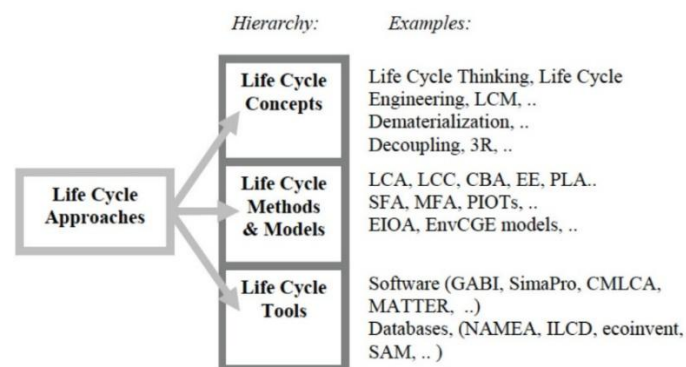 Hierarchy: Examples:
Life Cycle
Concepts
Life Cycle Thinking, Life Cycle
Engineering, LCM, ..
Dematerialization, ..
Decoupling, 3R, ..
Life Cycle
Approaches
Life Cycle
Methods
& Models
LCA, LCC, CBA, EE, PLA..
SFA, MFA, PIOTs, ..
EIOA, EnvCGE models, ..
Life Cycle
Tools
Software (GABI, SimaPro, CMLCA,
MATTER, ..)
Databases, (NAMEA, ILCD, ecoinvent,
SAM, .. )